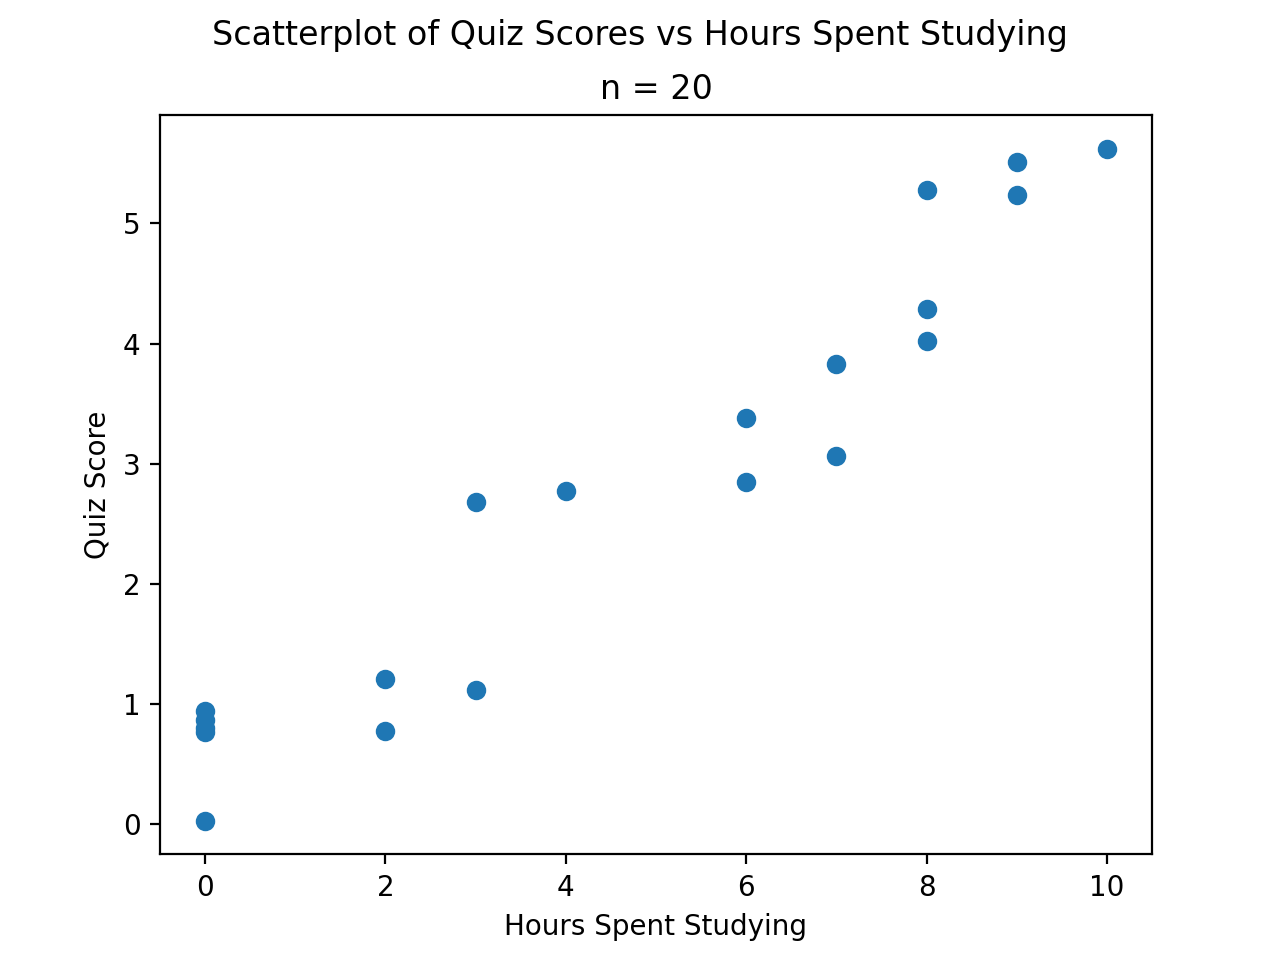 Scatterplot of Quiz Scores vs Hours Spent Studying
n = 20
5
4
3
2
1
0
Quiz Score
0 2 4 6 8 10
Hours Spent Studying